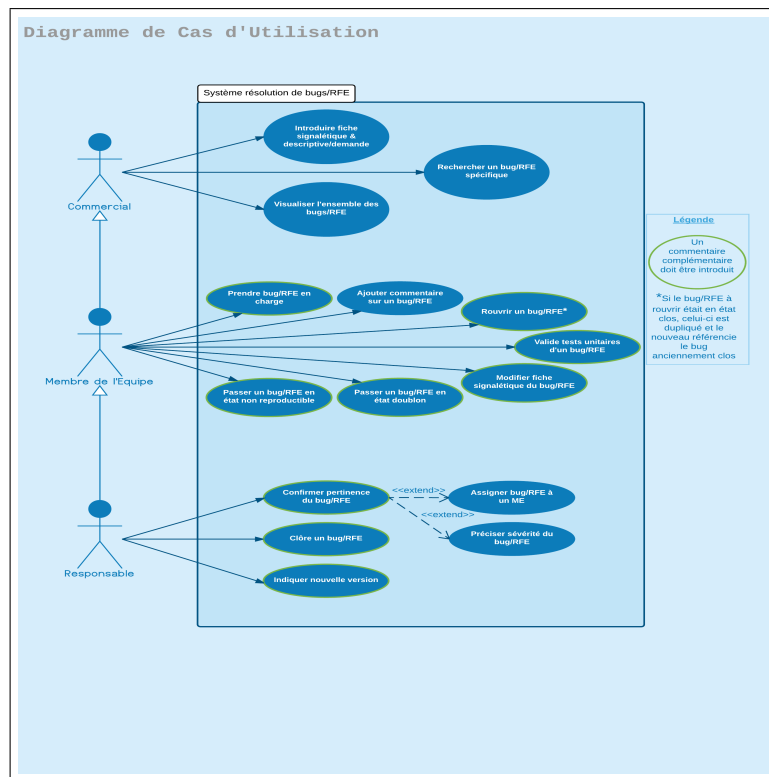 Diagramme de Cas d'Utilisation
Système résolution de bugs/RFE
Introduire fiche
signalétique &
descriptive/demande
Rechercher un bug/RFE
spécifique
Visualiser l'ensemble des
bugs/RFE
Commercial
Légende
Un
commentaire
complémentaire
doit être introduit
*Si le bug/RFE à
rouvrir était en état
clos, celui-ci est
dupliqué et le
nouveau référencie
le bug
anciennement clos
Prendre bug/RFE en
charge
Ajouter commentaire
sur un bug/RFE
Rouvrir un bug/RFE*
Valide tests unitaires
d'un bug/RFE
Modifier fiche
signalétique du bug/RFE
Passer un bug/RFE en
état non reproductible
Passer un bug/RFE en
état doublon
Membre de l'Equipe
Confirmer pertinence
du bug/RFE
<<extend>>
Assigner bug/RFE à
un ME
<<extend>>
Préciser sévérité du
bug/RFE
Clôre un bug/RFE
Indiquer nouvelle version
Responsable